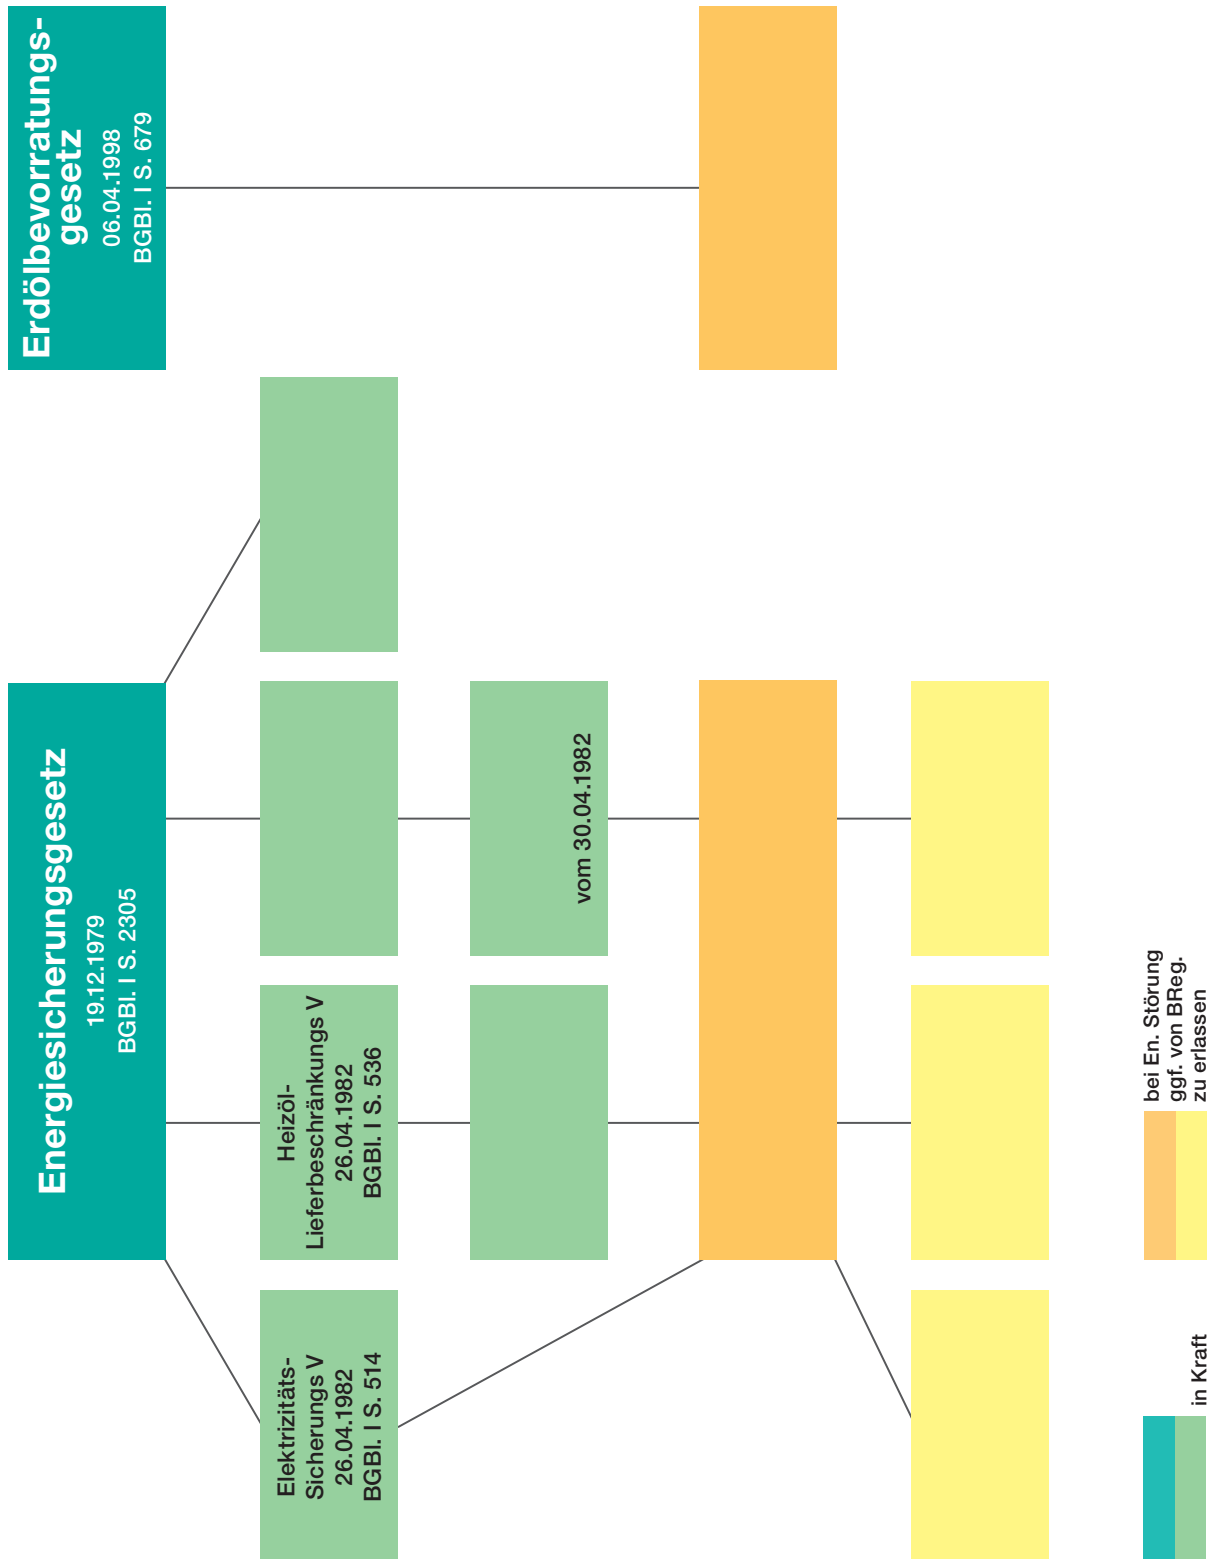 Energiesicherungsgesetz
19.12.1979
BGBl. I S. 2305
Erdölbevorratungs-
gesetz
06.04.1998
BGBl. I S. 679
Elektrizitäts-
Sicherungs V
26.04.1982
BGBl. I S. 514
Heizöl-
Lieferbeschränkungs V
26.04.1982
BGBl. I S. 536
vom 30.04.1982
in Kraft
bei En. Störung
ggf. von BReg.
zu erlassen